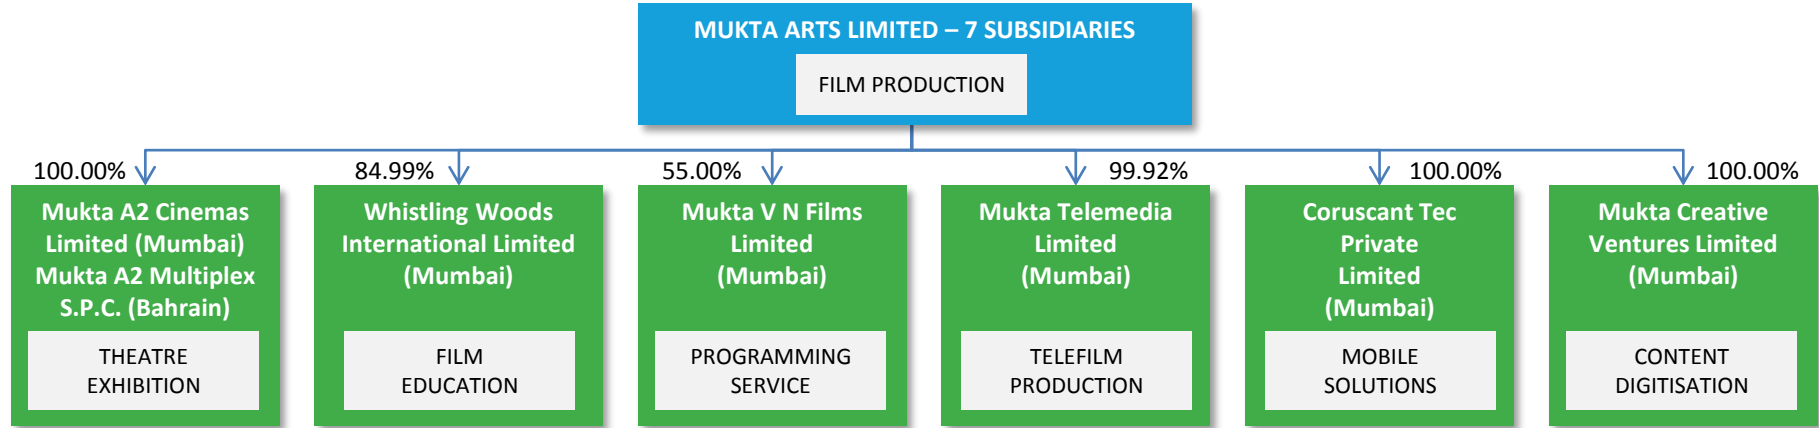 MUKTA ARTS LIMITED – 7 SUBSIDIARIES
FILM PRODUCTION
100.00%
84.99%
55.00%
99.92%
100.00%
100.00%
Mukta A2 Cinemas
Limited (Mumbai)
Mukta A2 Multiplex
S.P.C. (Bahrain)
THEATRE
EXHIBITION
Whistling Woods
International Limited
(Mumbai)
FILM
EDUCATION
Mukta V N Films
Limited
(Mumbai)
PROGRAMMING
SERVICE
Mukta Telemedia
Limited
(Mumbai)
TELEFILM
PRODUCTION
Coruscant Tec
Private
Limited
(Mumbai)
MOBILE
SOLUTIONS
Mukta Creative
Ventures Limited
(Mumbai)
CONTENT
DIGITISATION